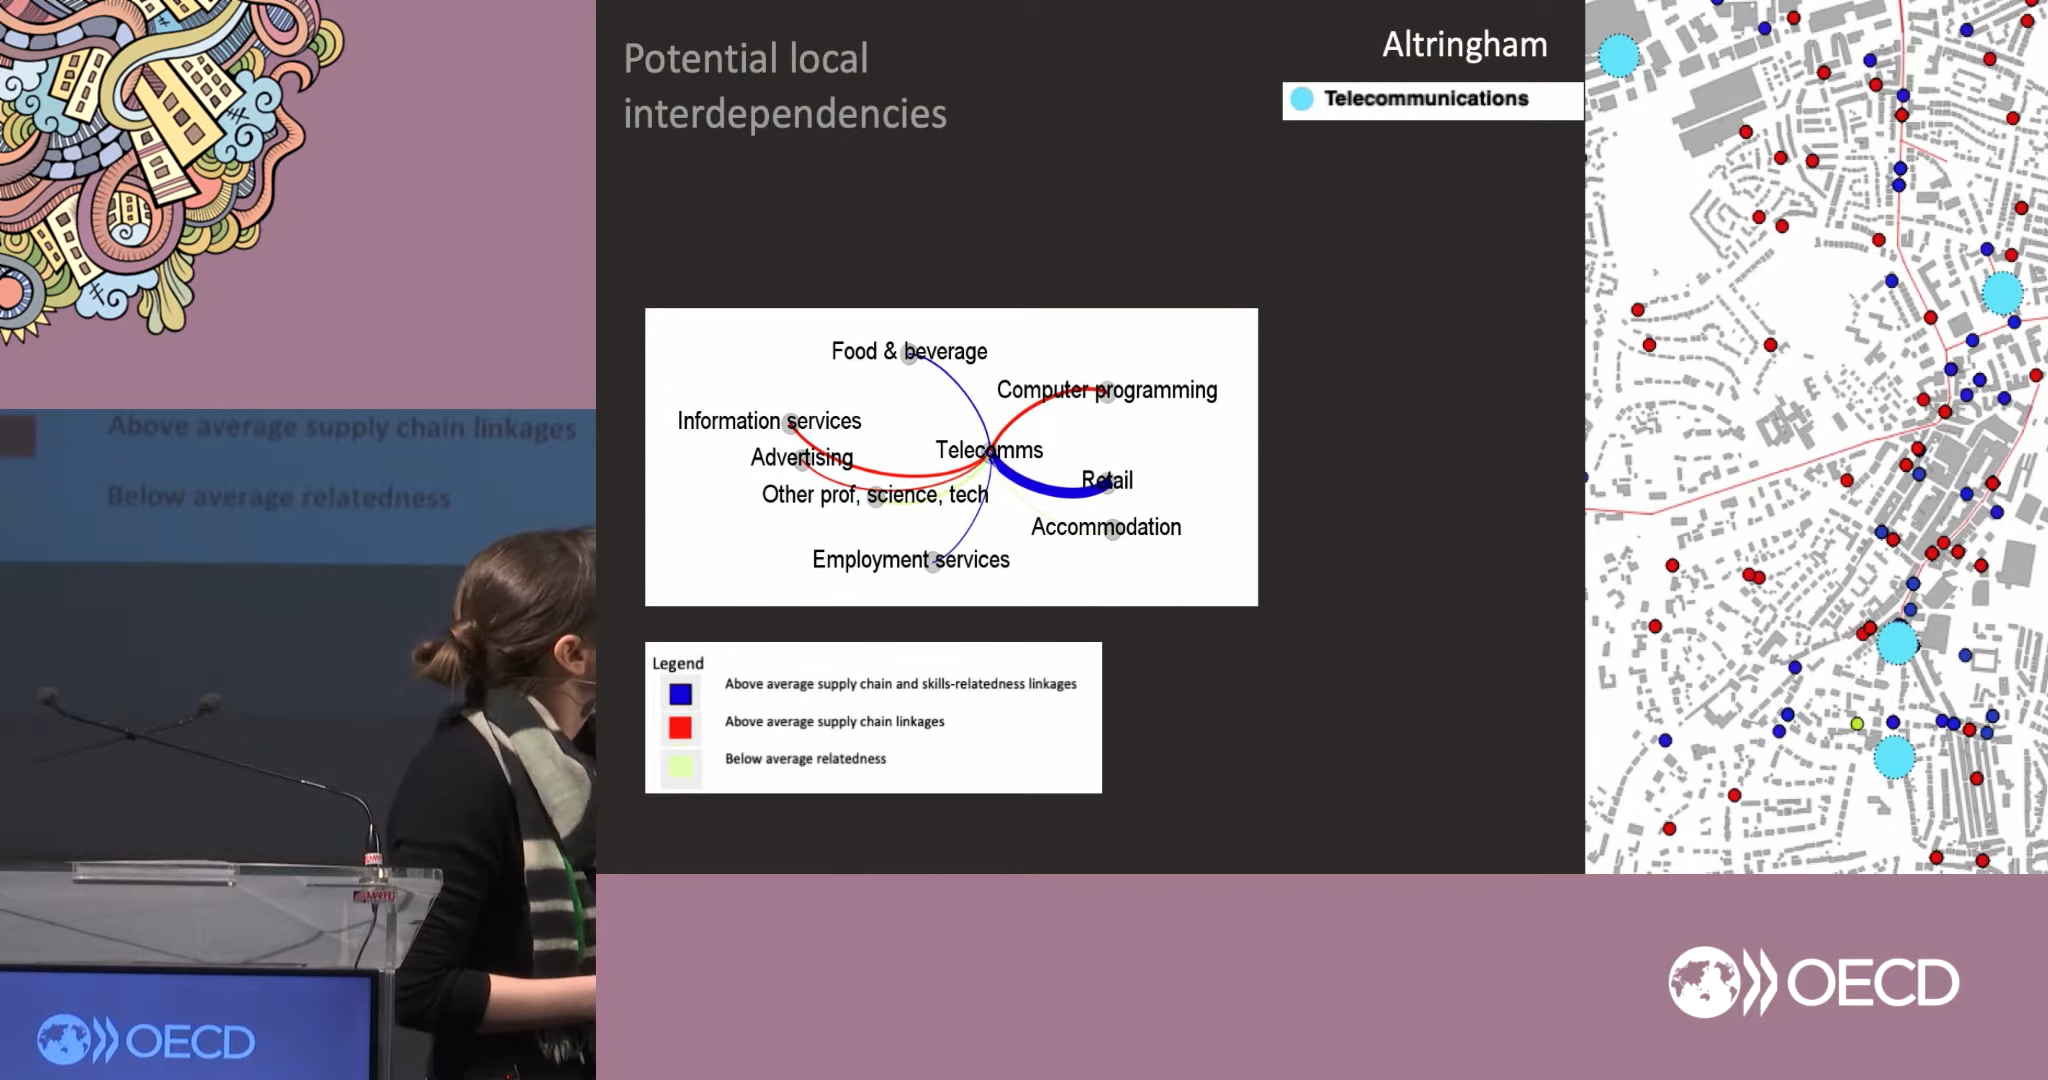 Potential local
interdependencies
Altringham
Telecommunications
Food & beverage
Computer programming
Information services
Telecomms
Advertising
Retail
Other prof, science, tech
Accommodation
Employment services
Legend
Above average supply chain and skills-relatedness linkages
Above average supply chain linkages
Below average relatedness
Above average supply chain linkages
Below average relatedness
OECD
OECD